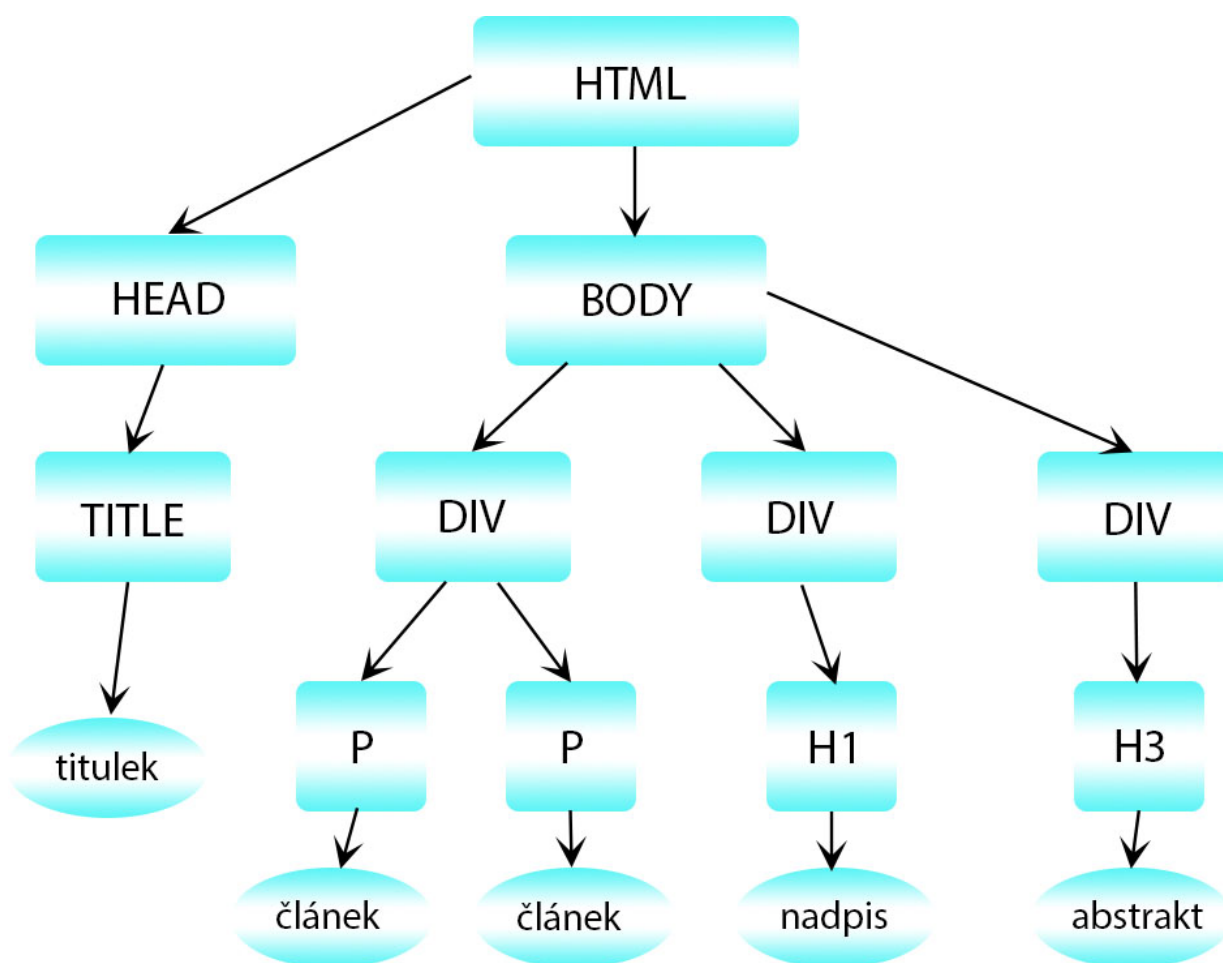 HTML
HEAD
BODY
TITLE
DIV
DIV
DIV
P
P
H1
H3
titulek
článek
článek
nadpis
abstrakt